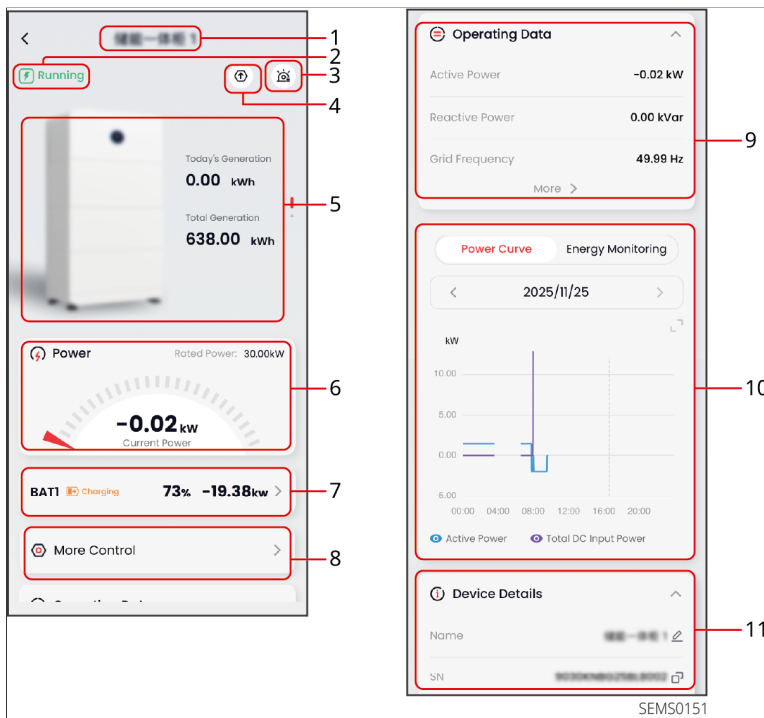 1
2
Running
3
4
Today's Generation
0.00 kWh
5
Total Generation
638.00 kWh
Power
Rated Power: 30.00kW
6
-0.02 kw
Current Power
BAT1 Charging 73% -19.38kw
7
More Control
8
Operating Data
Active Power -0.02 kW
Reactive Power 0.00 kVar
9
Grid Frequency 49.99 Hz
More
Power Curve Energy Monitoring
2025/11/25
kW
10.00
10
5.00
0.00
5.00
00:00 04:00 08:00 12:00 16:00 20:00
Active Power Total DC Input Power
Device Details
11
Name
SN
SEMS0151